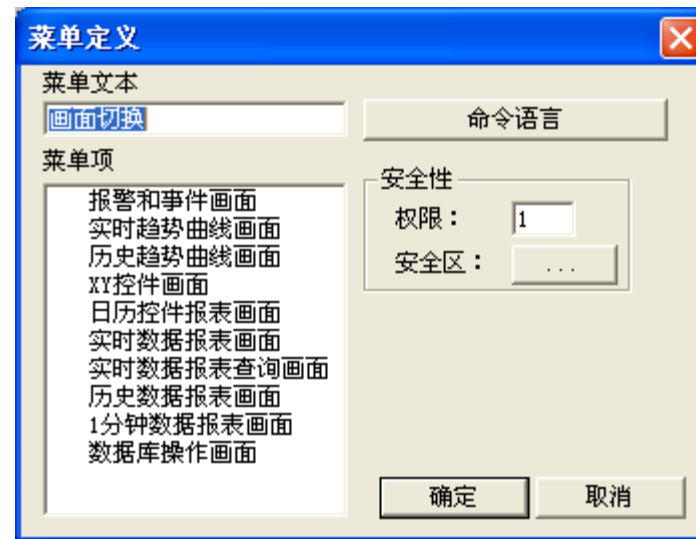 菜单定义
菜单文本
画面切换
命令语言
菜单项
报警和事件画面
实时趋势曲线画面
历史趋势曲线画面
XY控件画面
日历控件报表画面
实时数据报表画面
实时数据报表查询画面
历史数据报表画面
1分钟数据报表画面
数据库操作画面
安全性
权限： 1
安全区： ...
确定
取消